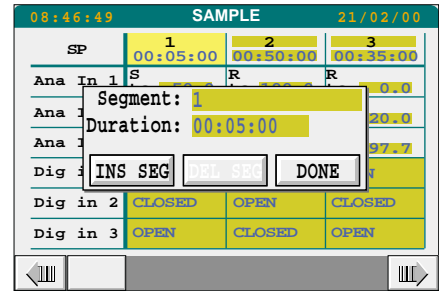 08:46:49 SAMPLE 21/02/00
SP 1 2 3
00:05:00 00:50:00 00:35:00
Ana In 1 S R R
0.0
Segment: 1
Ana 20.0
Duration: 00:05:00
Ana 97.7
INS SEG DEL SEG DONE
Dig
Dig in 2 CLOSED OPEN CLOSED
Dig in 3 OPEN CLOSED OPEN